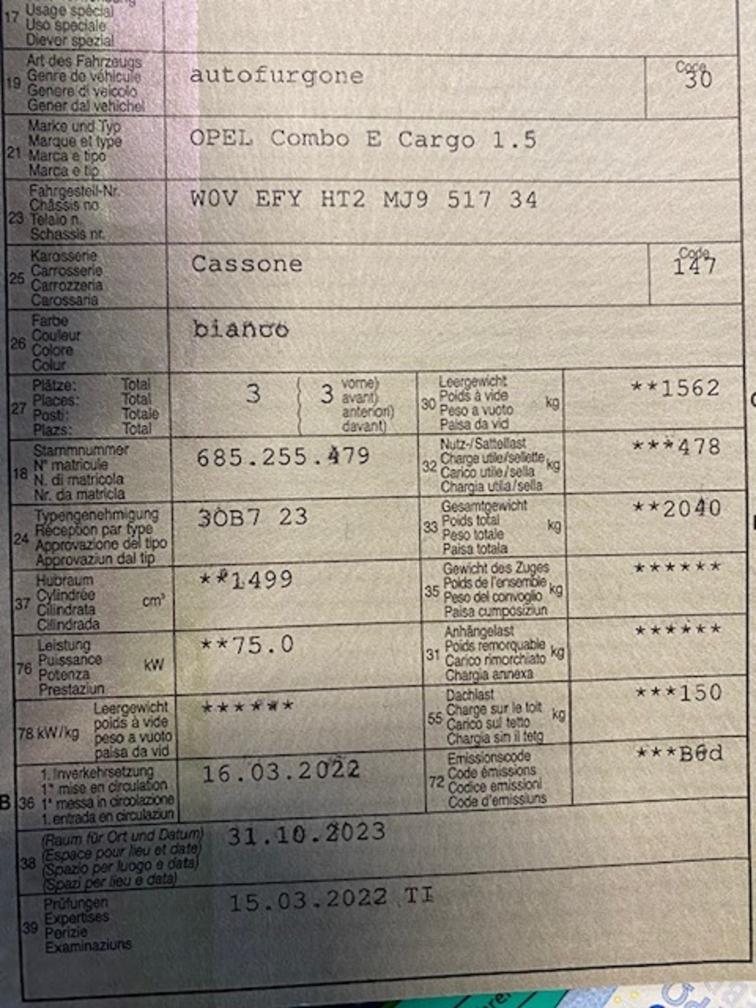 17 Usage spécial
Uso speciale
Diever spezial
19 Art des Fahrzeugs
Genre de véhicule
Genere di veicolo
Gener dal vehichel
autofurgone
Code
30
21 Marke und Typ
Marque et type
Marca e tipo
Marca e tip
OPEL Combo E Cargo 1.5
23 Fahrgestell-Nr.
Châssis no
Telaio n.
Schassis nr.
W0V EFY HT2 MJ9 517 34
25 Karosserie
Carrosserie
Carrozzeria
Carossaria
Cassone
Code
147
26 Farbe
Couleur
Colore
Colur
bianco
27 Plätze: Total
Places: Total
Posti: Totale
Plazs: Total
3 ( 3 vorne)
avant)
anteriori)
davant)
30 Leergewicht
Poids à vide
Peso a vuoto
Paisa da vid
kg
**1562
18 Stammnummer
N° matricule
N. di matricola
Nr. da matricla
685.255.479
32 Nutz-/Sattellast
Charge utile/sellette
Carico utile/sella
Chargia utila/sella
kg
***478
24 Typengenehmigung
Réception par type
Approvazione del tipo
Approvaziun dal tip
3OB7 23
33 Gesamtgewicht
Poids total
Peso totale
Paisa totala
kg
**2040
37 Hubraum
Cylindrée
Cilindrata
Cilindrada
cm³
**1499
35 Gewicht des Zuges
Poids de l'ensemble
Peso del convoglio
Paisa cumposiziun
kg
******
76 Leistung
Puissance
Potenza
Prestaziun
kW
**75.0
31 Anhängelast
Poids remorquable
Carico rimorchiato
Chargia annexa
kg
******
78 kW/kg Leergewicht
poids à vide
peso a vuoto
paisa da vid
******
55 Dachlast
Charge sur le toit
Carico sul tetto
Chargia sin il tetg
kg
***150
B 36 1. Inverkehrsetzung
1re mise en circulation
1a messa in circolazione
1. entrada en circulaziun
16.03.2022
72 Emissionscode
Code émissions
Codice emissioni
Code d'emissiuns
***B6d
38 (Raum für Ort und Datum)
(Espace pour lieu et date)
(Spazio per luogo e data)
(Spazi per lieu e data)
31.10.2023
39 Prüfungen
Expertises
Perizie
Examinaziuns
15.03.2022 TI